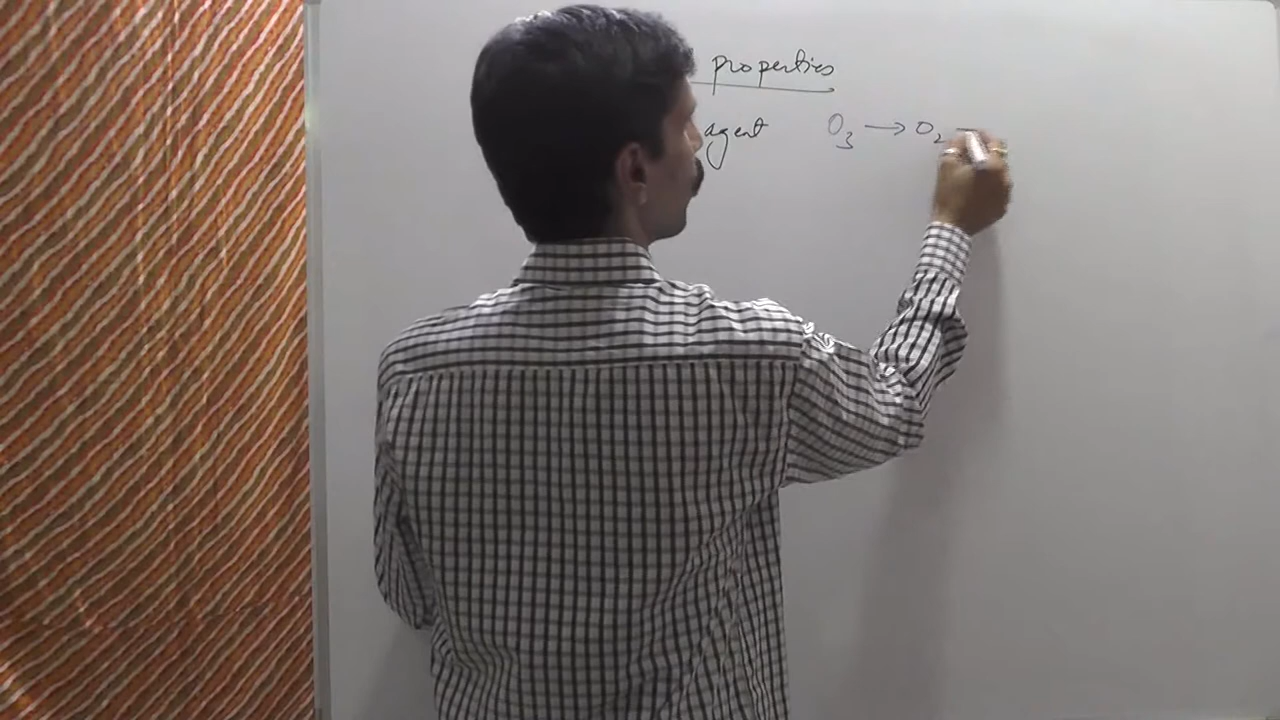 properties
agent O₃ → O₂